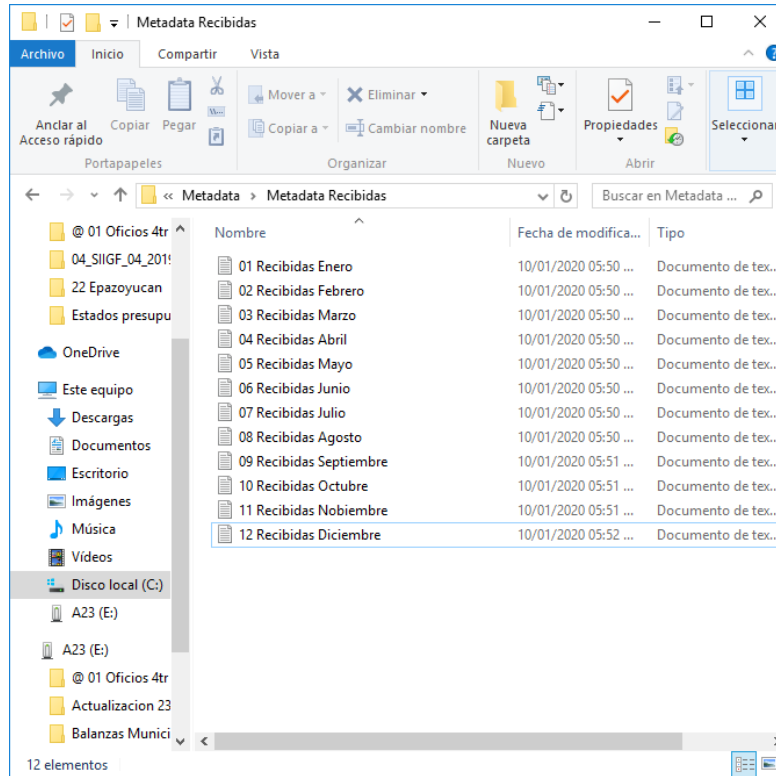 Metadata Recibidas
Archivo Inicio Compartir Vista
Anclar al Acceso rápido
Copiar
Pegar
Mover a
Copiar a
Eliminar
Cambiar nombre
Nueva carpeta
Propiedades
Seleccionar
Portapapeles Organizar Nuevo Abrir
« Metadata > Metadata Recibidas
Buscar en Metadata ...
@ 01 Oficios 4tr
04_SIIGF_04_2019
22 Epazoyucan
Estados presupu
OneDrive
Este equipo
Descargas
Documentos
Escritorio
Imágenes
Música
Vídeos
Disco local (C:)
A23 (E:)
A23 (E:)
@ 01 Oficios 4tr
Actualizacion 23
Balanzas Munici
Nombre Fecha de modifica... Tipo
01 Recibidas Enero 10/01/2020 05:50 ... Documento de tex...
02 Recibidas Febrero 10/01/2020 05:50 ... Documento de tex...
03 Recibidas Marzo 10/01/2020 05:50 ... Documento de tex...
04 Recibidas Abril 10/01/2020 05:50 ... Documento de tex...
05 Recibidas Mayo 10/01/2020 05:50 ... Documento de tex...
06 Recibidas Junio 10/01/2020 05:50 ... Documento de tex...
07 Recibidas Julio 10/01/2020 05:50 ... Documento de tex...
08 Recibidas Agosto 10/01/2020 05:50 ... Documento de tex...
09 Recibidas Septiembre 10/01/2020 05:51 ... Documento de tex...
10 Recibidas Octubre 10/01/2020 05:51 ... Documento de tex...
11 Recibidas Nobiembre 10/01/2020 05:51 ... Documento de tex...
12 Recibidas Diciembre 10/01/2020 05:52 ... Documento de tex...
12 elementos